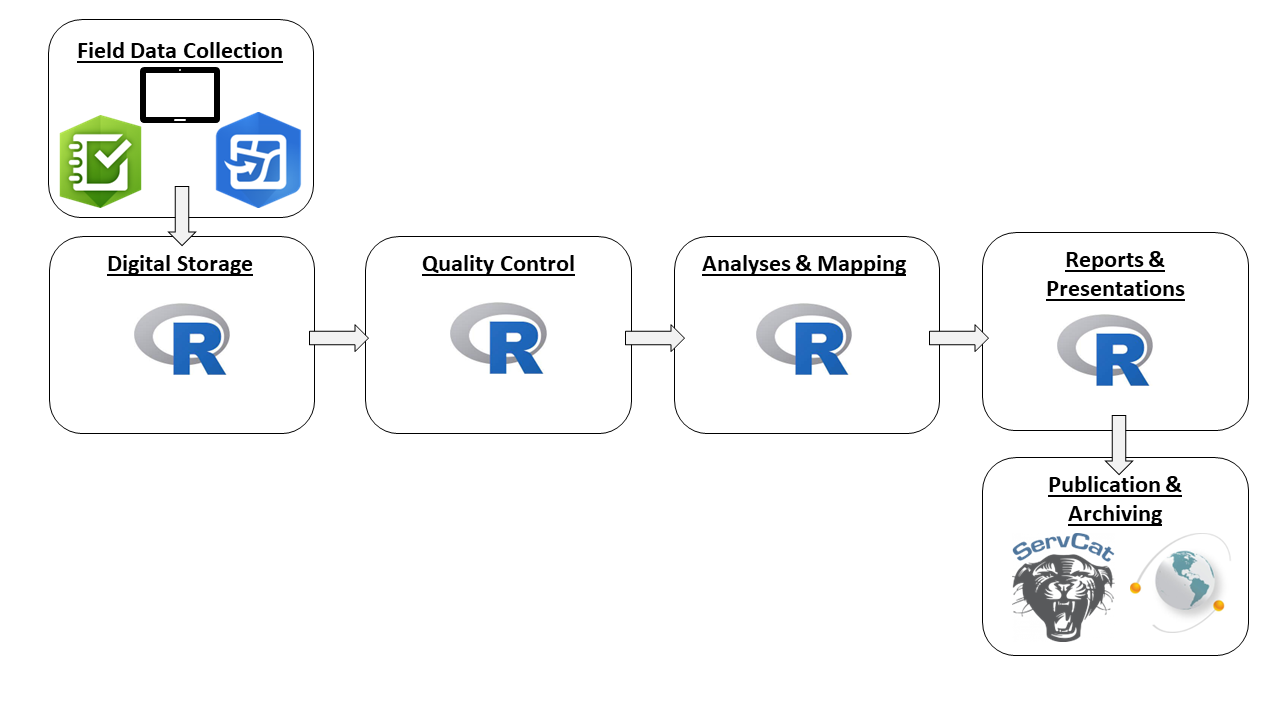 Field Data Collection
Digital Storage
R
Quality Control
R
Analyses & Mapping
R
Reports &
Presentations
R
Publication &
Archiving
ServCat